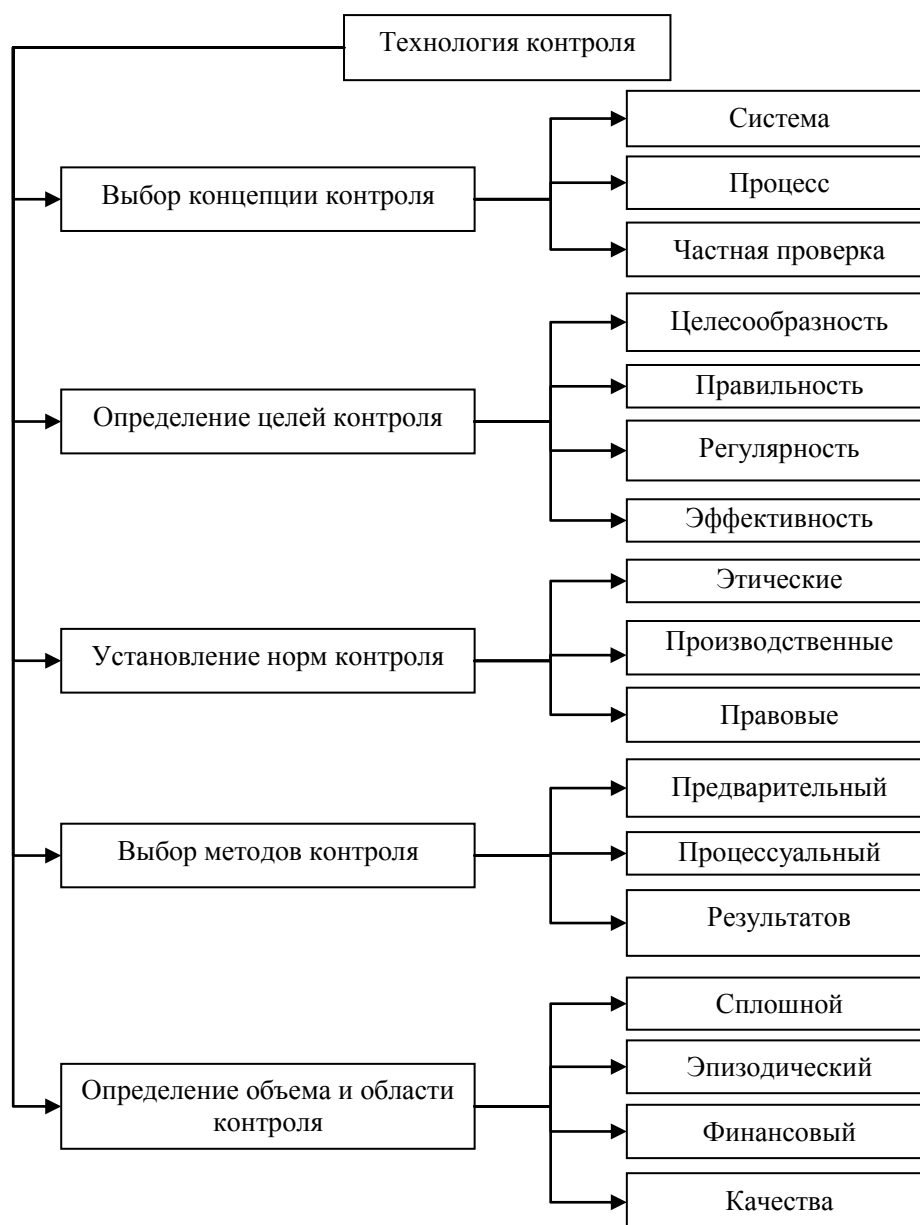 Технология контроля
Выбор концепции контроля
Система
Процесс
Частная проверка
Определение целей контроля
Целесообразность
Правильность
Регулярность
Эффективность
Установление норм контроля
Этические
Производственные
Правовые
Выбор методов контроля
Предварительный
Процессуальный
Результатов
Определение объема и области
контроля
Сплошной
Эпизодический
Финансовый
Качества